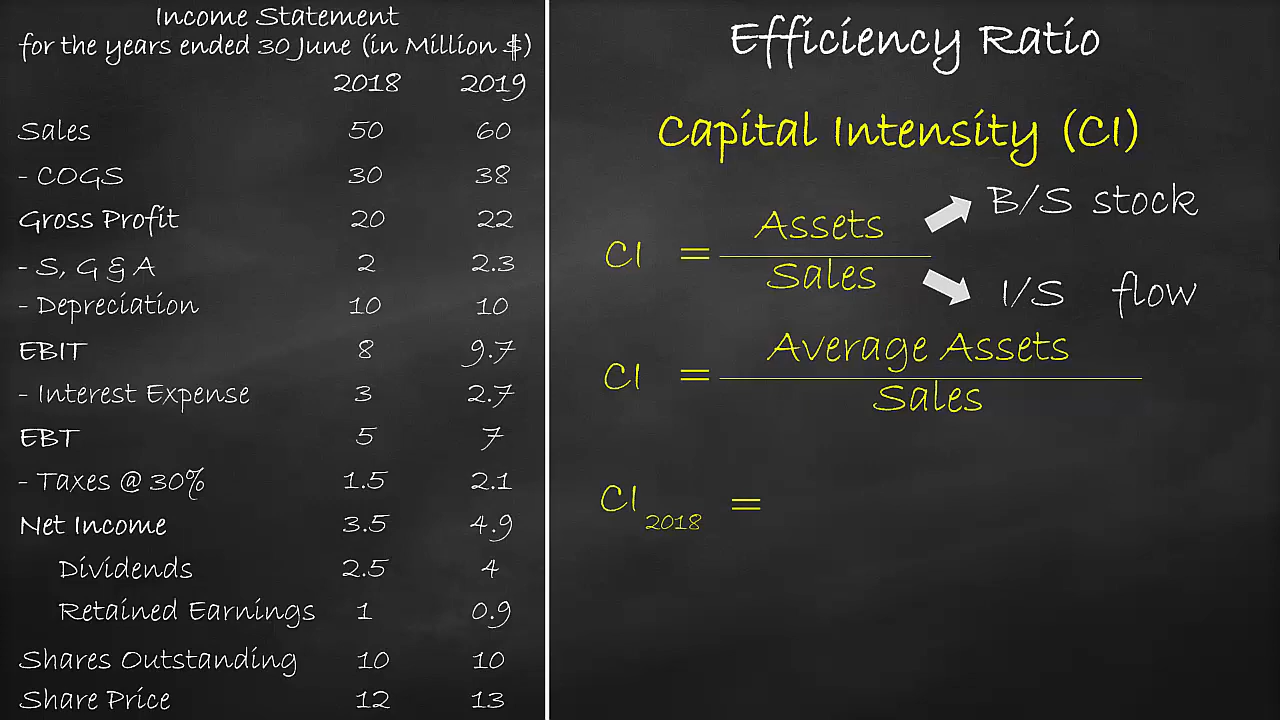 Income Statement
for the years ended 30 June (in Million $)
2018 2019
Sales 50 60
- COGS 30 38
Gross Profit 20 22
- S, G & A 2 2.3
- Depreciation 10 10
EBIT 8 9.7
- Interest Expense 3 2.7
EBT 5 7
- Taxes @ 30% 1.5 2.1
Net Income 3.5 4.9
Dividends 2.5 4
Retained Earnings 1 0.9
Shares Outstanding 10 10
Share Price 12 13
Efficiency Ratio
Capital Intensity (CI)
B/S stock
CI = Assets
Sales
I/S flow
CI = Average Assets
Sales
CI 2018 =